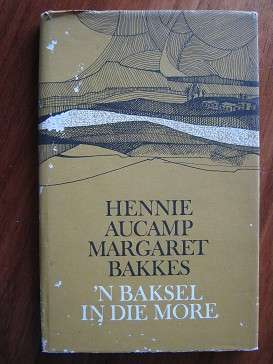 HENNIE
AUCAMP
MARGARET
BAKKES
'N BAKSEL
IN DIE MORE